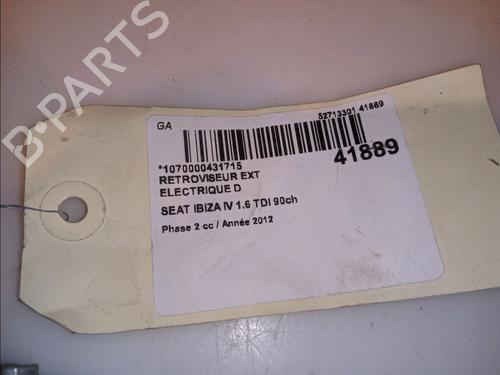 GA
52713301 41889
*1070000431715
41889
RETROVISEUR EXT
ELECTRIQUE D
SEAT IBIZA IV 1.6 TDI 90ch
Phase 2 cc / Année 2012
B-PARTS